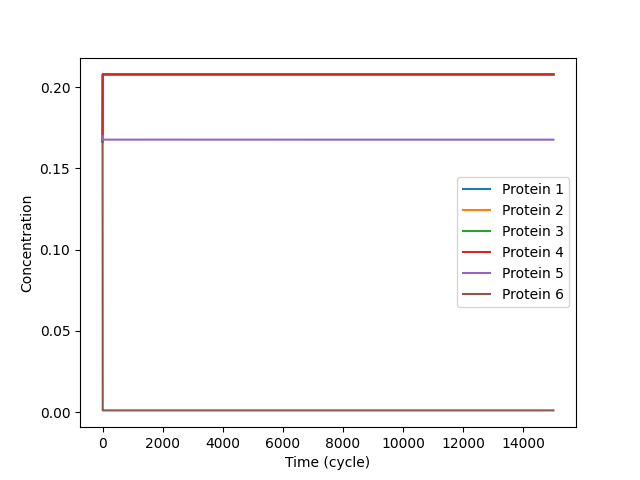 0.20
0.15
0.10
0.05
0.00
Concentration
0 2000 4000 6000 8000 10000 12000 14000
Time (cycle)
Protein 1
Protein 2
Protein 3
Protein 4
Protein 5
Protein 6